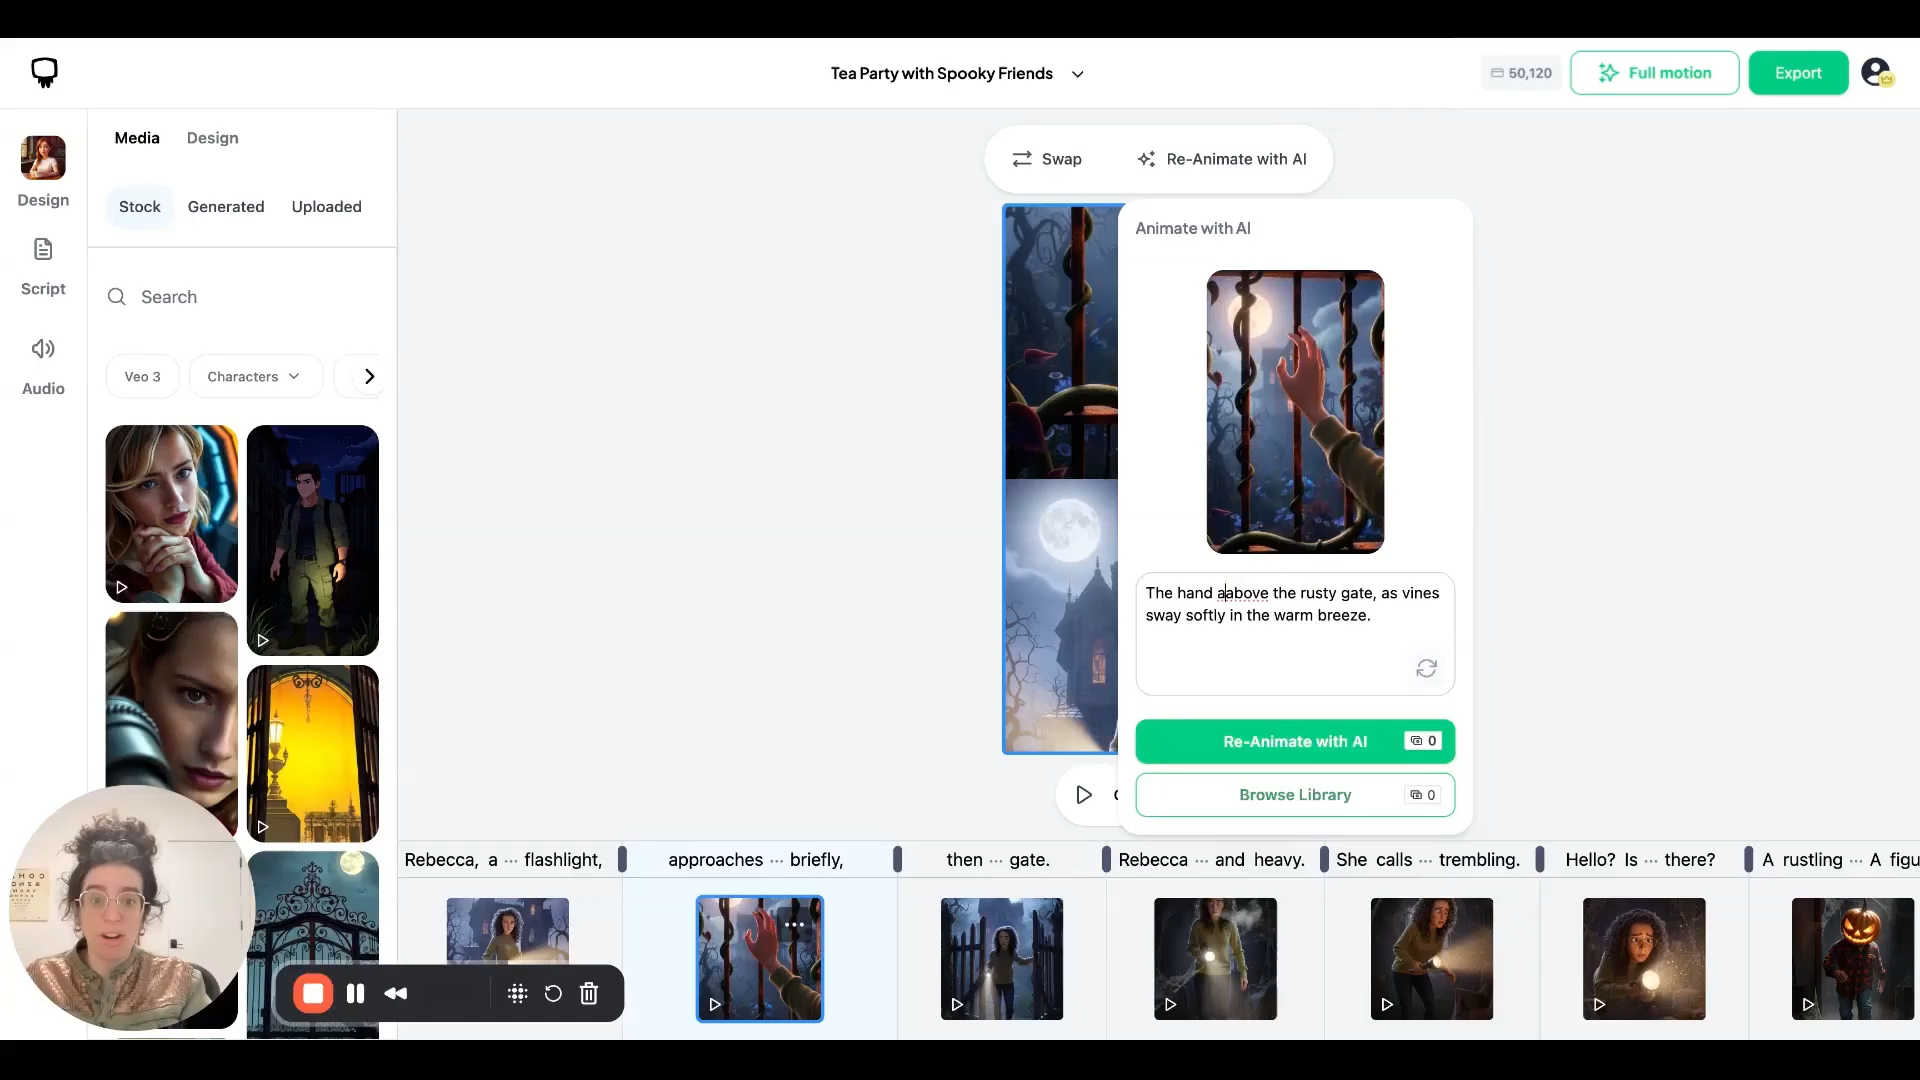 Tea Party with Spooky Friends
50,120
Full motion
Export
Media
Design
Stock
Generated
Uploaded
Search
Veo 3
Characters
Design
Script
Audio
Swap
Re-Animate with AI
Animate with AI
The hand aabove the rusty gate, as vines
sway softly in the warm breeze.
Re-Animate with AI
0
Browse Library
0
Rebecca, a ··· flashlight,
approaches ··· briefly,
then ··· gate.
Rebecca ··· and heavy.
She calls ··· trembling.
Hello? Is ··· there?
A rustling ··· A figu